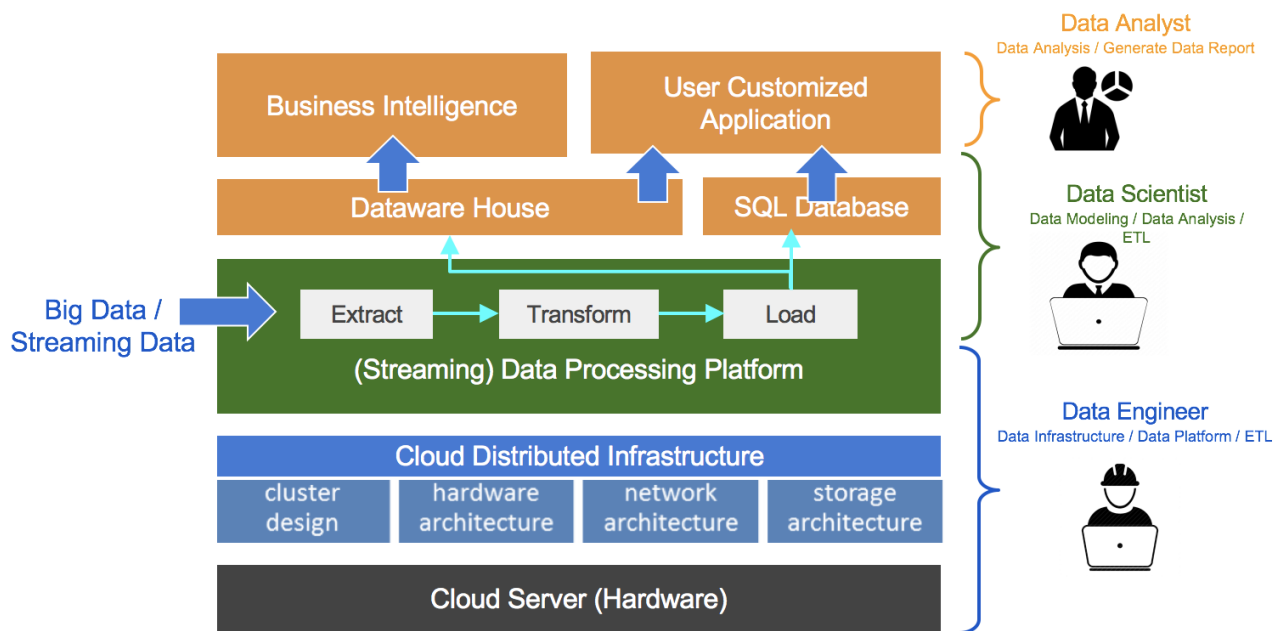 Data Analyst
Data Analysis / Generate Data Report
Business Intelligence
User Customized
Application
Dataware House
SQL Database
Data Scientist
Data Modeling / Data Analysis /
ETL
Big Data /
Streaming Data
Extract
Transform
Load
(Streaming) Data Processing Platform
Data Engineer
Data Infrastructure / Data Platform / ETL
Cloud Distributed Infrastructure
cluster
design
hardware
architecture
network
architecture
storage
architecture
Cloud Server (Hardware)